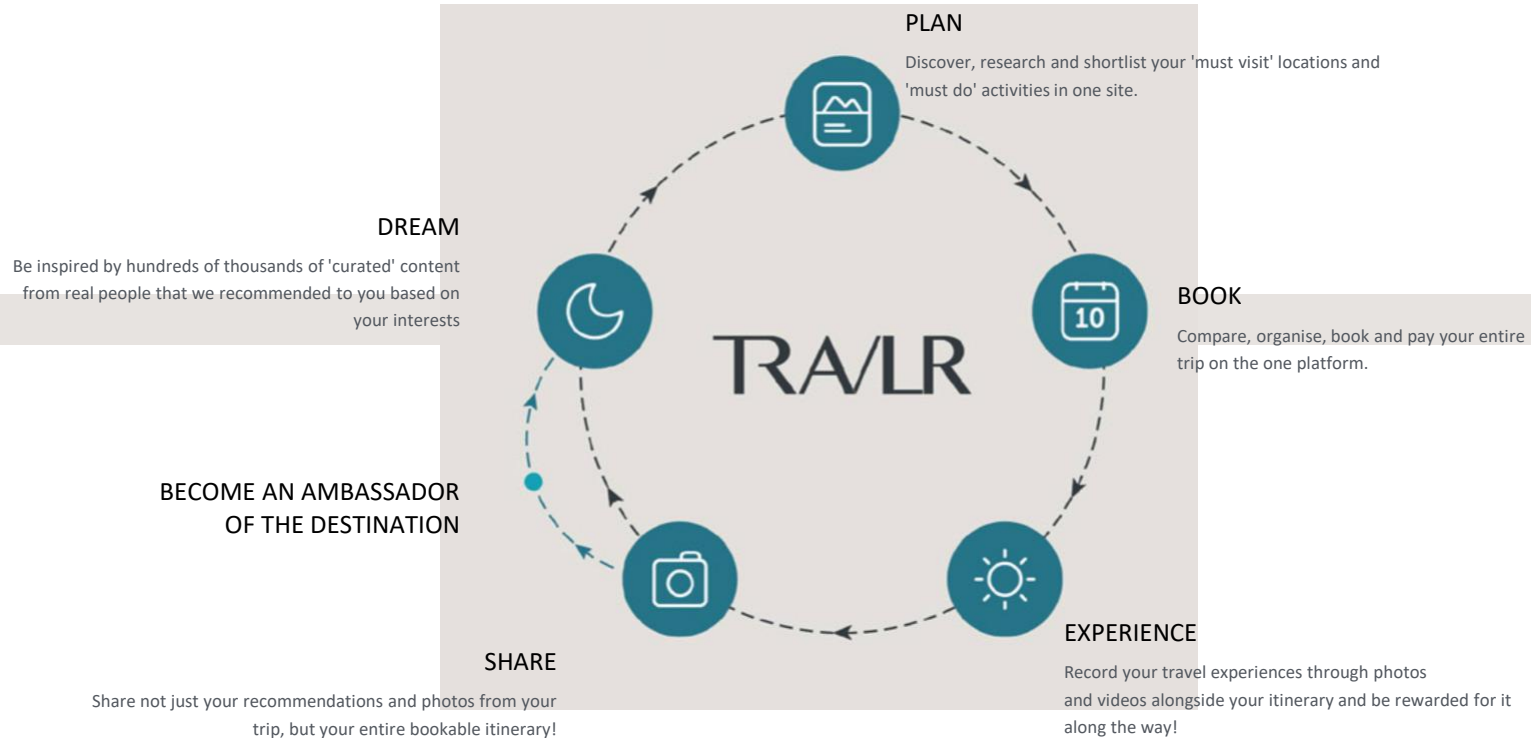 PLAN
Discover, research and shortlist your 'must visit' locations and
'must do' activities in one site.
DREAM
Be inspired by hundreds of thousands of 'curated' content
from real people that we recommended to you based on
your interests
BOOK
Compare, organise, book and pay your entire
trip on the one platform.
10
TRAVLR
BECOME AN AMBASSADOR
OF THE DESTINATION
EXPERIENCE
Record your travel experiences through photos
and videos alongside your itinerary and be rewarded for it
along the way!
SHARE
Share not just your recommendations and photos from your
trip, but your entire bookable itinerary!